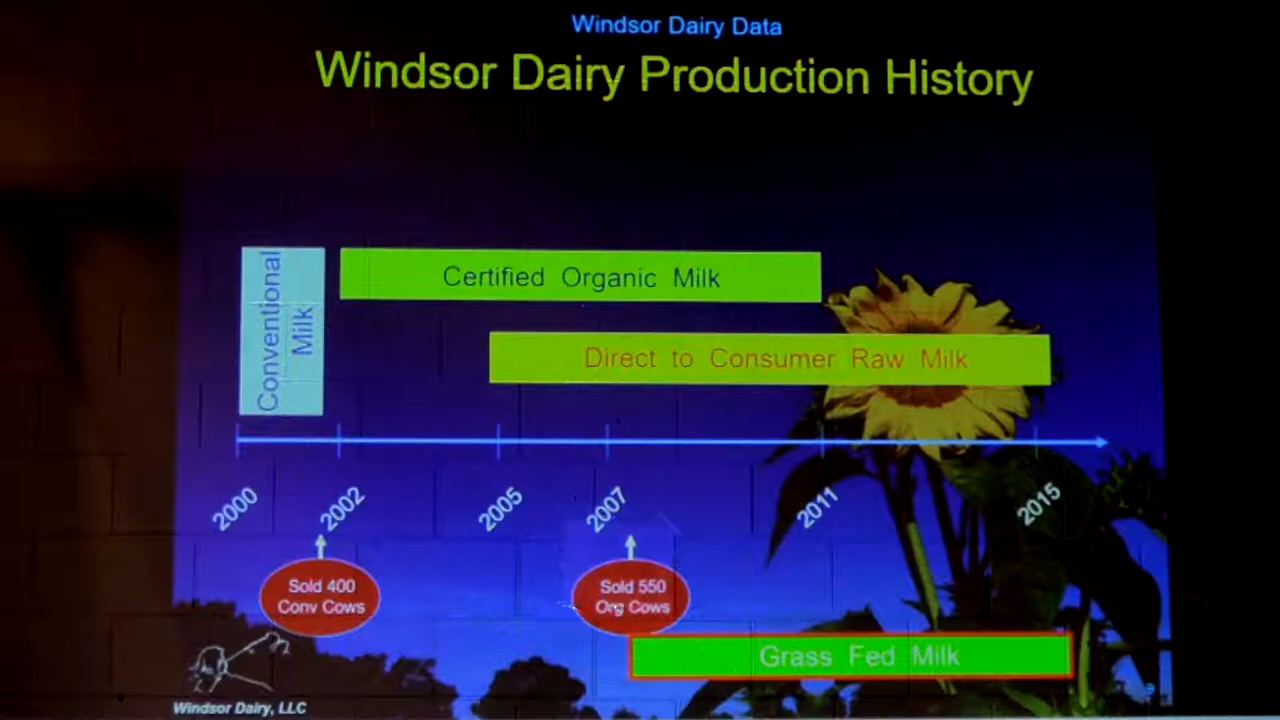 Windsor Dairy Data
Windsor Dairy Production History
Conventional
Milk
Certified Organic Milk
Direct to Consumer Raw Milk
2000
2002
2005
2007
2011
2015
Sold 400
Conv Cows
Sold 550
Org Cows
Grass Fed Milk
Windsor Dairy, LLC